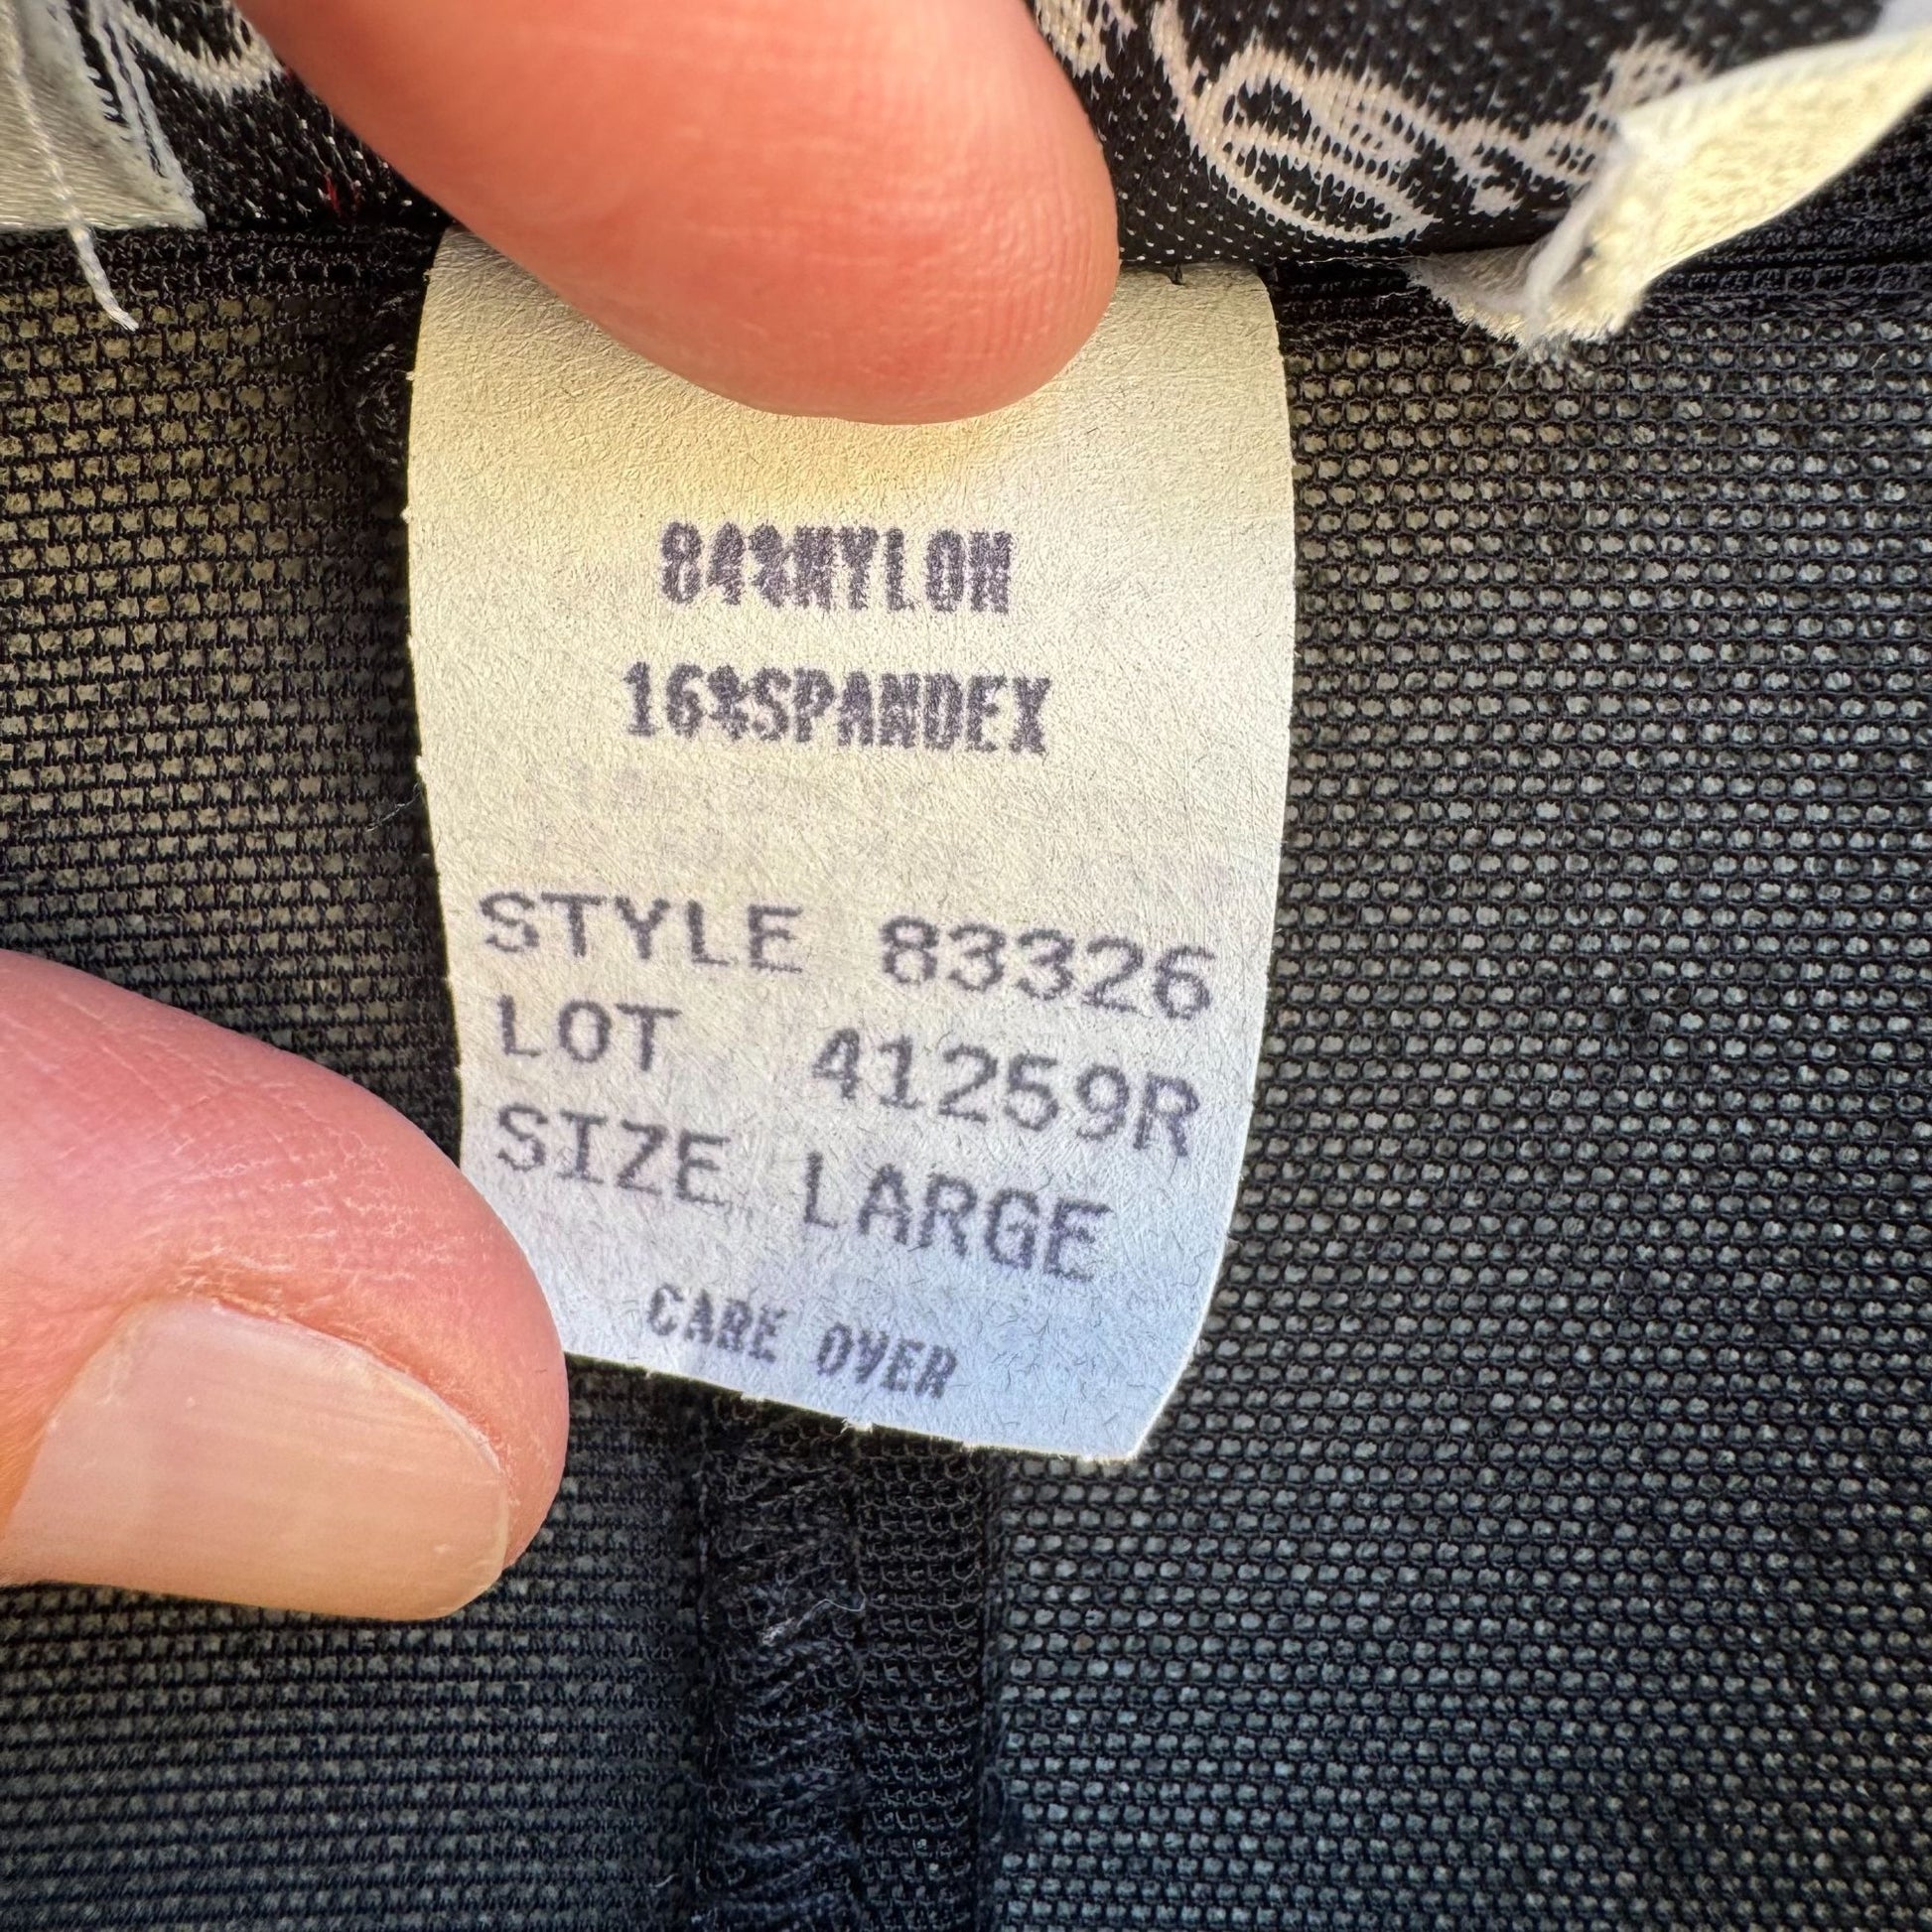 84%NYLON
16%SPANDEX
STYLE 83326
LOT 41259R
SIZE LARGE
CARE OVER